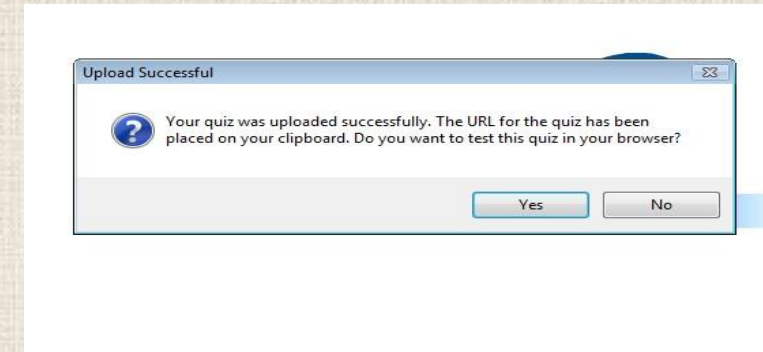 Upload Successful
Your quiz was uploaded successfully. The URL for the quiz has been
placed on your clipboard. Do you want to test this quiz in your browser?
Yes No